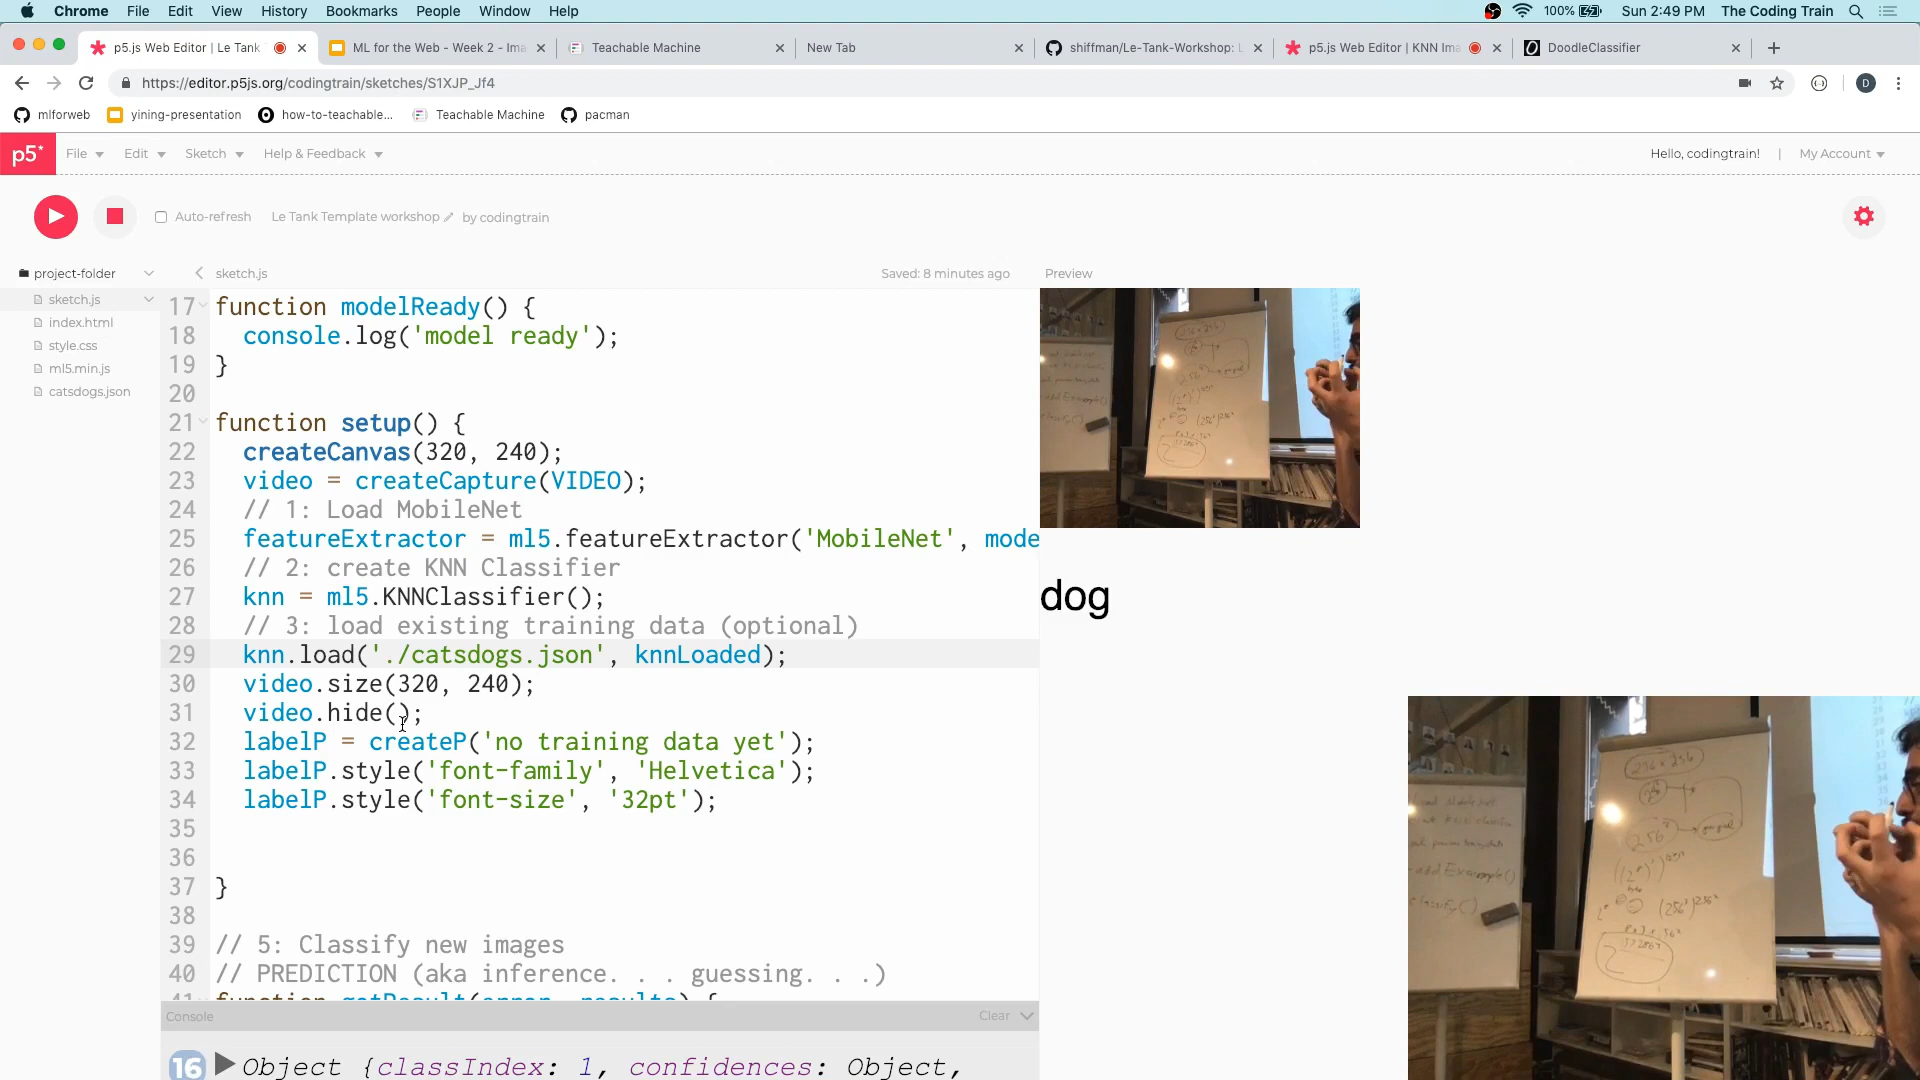 Chrome File Edit View History Bookmarks People Window Help
100% Sun 2:49 PM The Coding Train
p5.js Web Editor | Le Tank
ML for the Web - Week 2 - Ima
Teachable Machine
New Tab
shiffman/Le-Tank-Workshop: L
p5.js Web Editor | KNN Ima
DoodleClassifier
https://editor.p5js.org/codingtrain/sketches/S1XJP_Jf4
D
mlforweb yining-presentation how-to-teachable... Teachable Machine pacman
p5* File Edit Sketch Help & Feedback
Hello, codingtrain! | My Account
Auto-refresh Le Tank Template workshop by codingtrain
project-folder
sketch.js
index.html
style.css
ml5.min.js
catsdogs.json
sketch.js Saved: 8 minutes ago Preview
17 function modelReady() {
18 console.log('model ready');
19 }
20
21 function setup() {
22 createCanvas(320, 240);
23 video = createCapture(VIDEO);
24 // 1: Load MobileNet
25 featureExtractor = ml5.featureExtractor('MobileNet', mode
26 // 2: create KNN Classifier
27 knn = ml5.KNNClassifier();
28 // 3: load existing training data (optional)
29 knn.load('./catsdogs.json', knnLoaded);
30 video.size(320, 240);
31 video.hide();
32 labelP = createP('no training data yet');
33 labelP.style('font-family', 'Helvetica');
34 labelP.style('font-size', '32pt');
35
36
37 }
38
39 // 5: Classify new images
40 // PREDICTION (aka inference. . . guessing. . .)
41 function gotResult(error, results) {
Console Clear
16 Object {classIndex: 1, confidences: Object,
dog
256 x 256